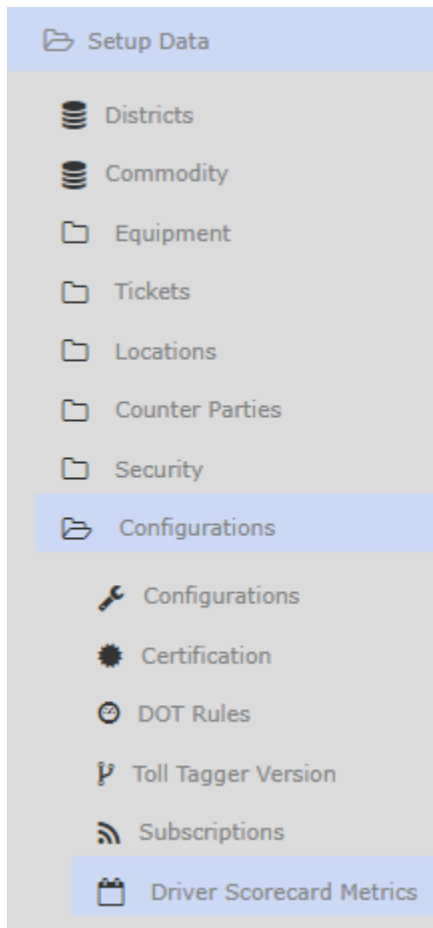 Setup Data
Districts
Commodity
Equipment
Tickets
Locations
Counter Parties
Security
Configurations
Configurations
Certification
DOT Rules
Toll Tagger Version
Subscriptions
Driver Scorecard Metrics